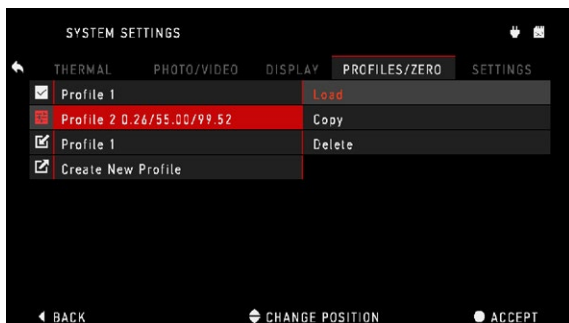 SYSTEM SETTINGS
THERMAL PHOTO/VIDEO DISPLAY PROFILES/ZERO SETTINGS
Profile 1 Load
Profile 2 0.26/55.00/99.52 Copy
Profile 1 Delete
Create New Profile
BACK CHANGE POSITION ACCEPT